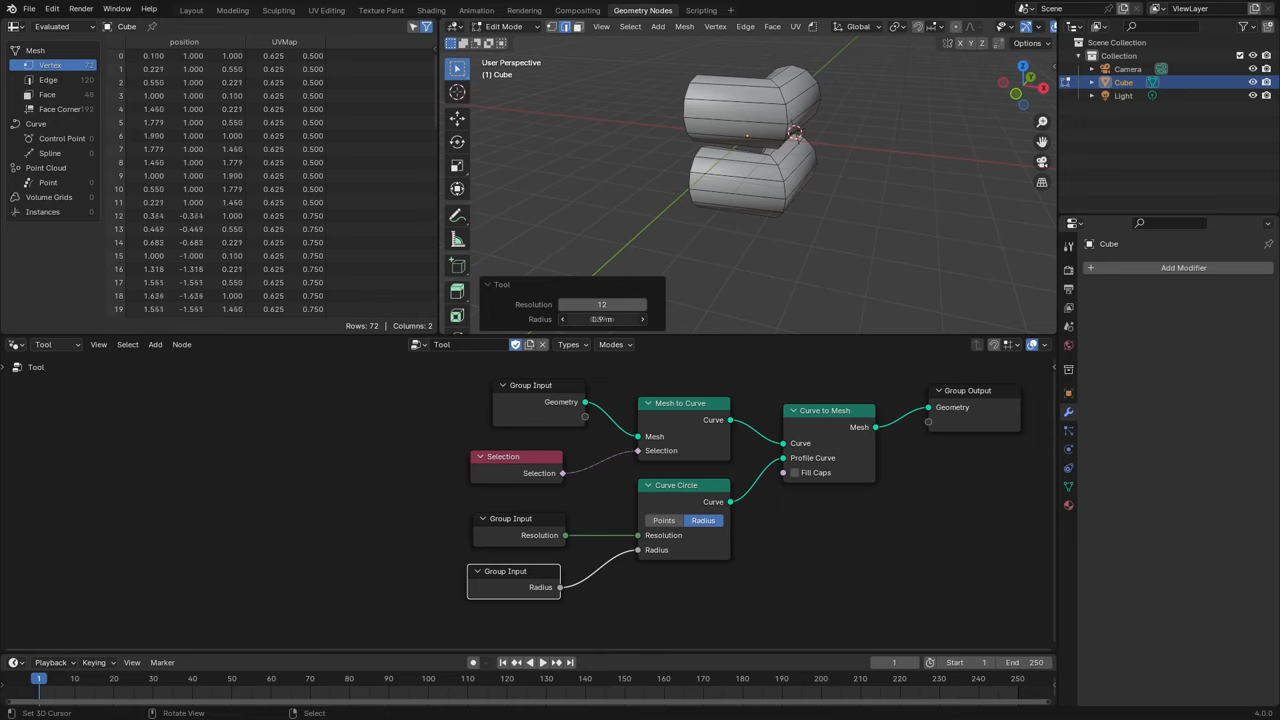 File Edit Render Window Help Layout Modeling Sculpting UV Editing Texture Paint Shading Animation Rendering Compositing Geometry Nodes Scripting Scene ViewLayer
Evaluated Cube
position UVMap
Mesh
Vertex 72
Edge 120
Face 48
Face Corner 192
Curve
Control Point
Spline
Point Cloud
Point
Volume Grids
Instances
0 0.100 1.000 0.625 0.500
1 0.221 1.000 0.550 0.625 0.500
2 0.550 1.000 0.221 0.625 0.500
3 1.000 1.000 0.100 0.625 0.500
4 1.450 1.000 0.221 0.625 0.500
5 1.779 1.000 0.550 0.625 0.500
6 1.900 1.000 1.000 0.625 0.500
7 1.779 1.000 1.450 0.625 0.500
8 1.450 1.000 1.779 0.625 0.500
9 1.000 1.000 1.900 0.625 0.500
10 0.550 1.000 1.779 0.625 0.500
11 0.221 1.000 1.450 0.625 0.500
12 0.364 -0.364 1.000 0.625 0.750
13 0.449 -0.449 0.550 0.625 0.750
14 0.682 -0.682 0.221 0.625 0.750
15 1.000 -1.000 0.100 0.625 0.750
16 1.318 -1.318 0.221 0.625 0.750
17 1.551 -1.551 0.550 0.625 0.750
18 1.636 -1.636 1.000 0.625 0.750
19 1.551 -1.551 1.450 0.625 0.750
Rows: 72 | Columns: 2
Edit Mode View Select Add Mesh Vertex Edge Face UV Global
X Y Z Options
User Perspective
(1) Cube
Z
Y
X
Tool
Resolution 12
Radius 0.9 m
Scene Collection
Collection
Camera
Cube
Light
Cube
Add Modifier
Tool View Select Add Node Tool Types Modes
Tool
Group Input
Geometry
Selection
Selection
Group Input
Resolution
Group Input
Radius
Mesh to Curve
Curve
Mesh
Selection
Curve Circle
Curve
Points Radius
Resolution
Radius
Curve to Mesh
Mesh
Curve
Profile Curve
Fill Caps
Group Output
Geometry
Playback Keying View Marker 1 Start 1 End 250
1 10 20 30 40 50 60 70 80 90 100 110 120 130 140 150 160 170 180 190 200 210 220 230 240 250
Set 3D Cursor Rotate View Select 4.0.0